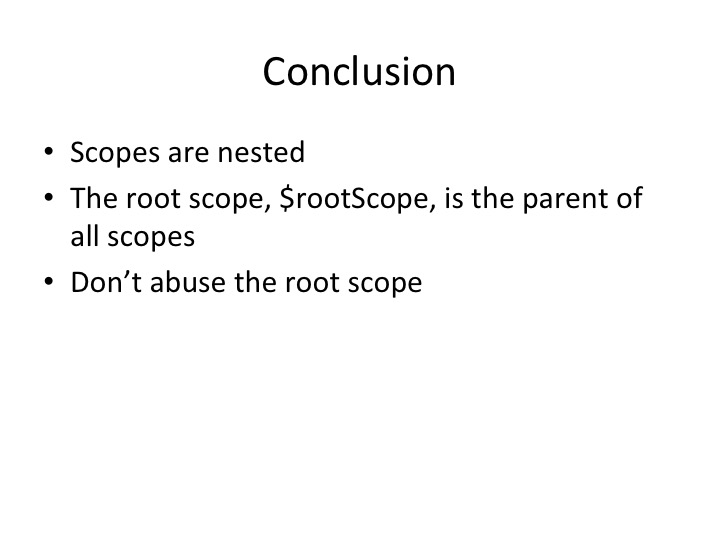 Conclusion
• Scopes are nested
• The root scope, $rootScope, is the parent of
all scopes
• Don’t abuse the root scope